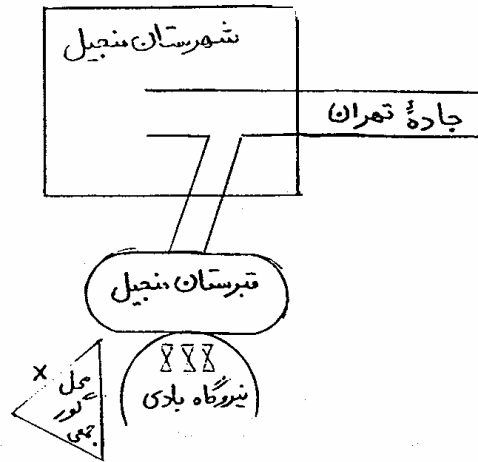 شهرستان منجیل
جادهٔ تهران
قبرستان منجیل
نیروگاه بادی
X
محل
گور
جمعی